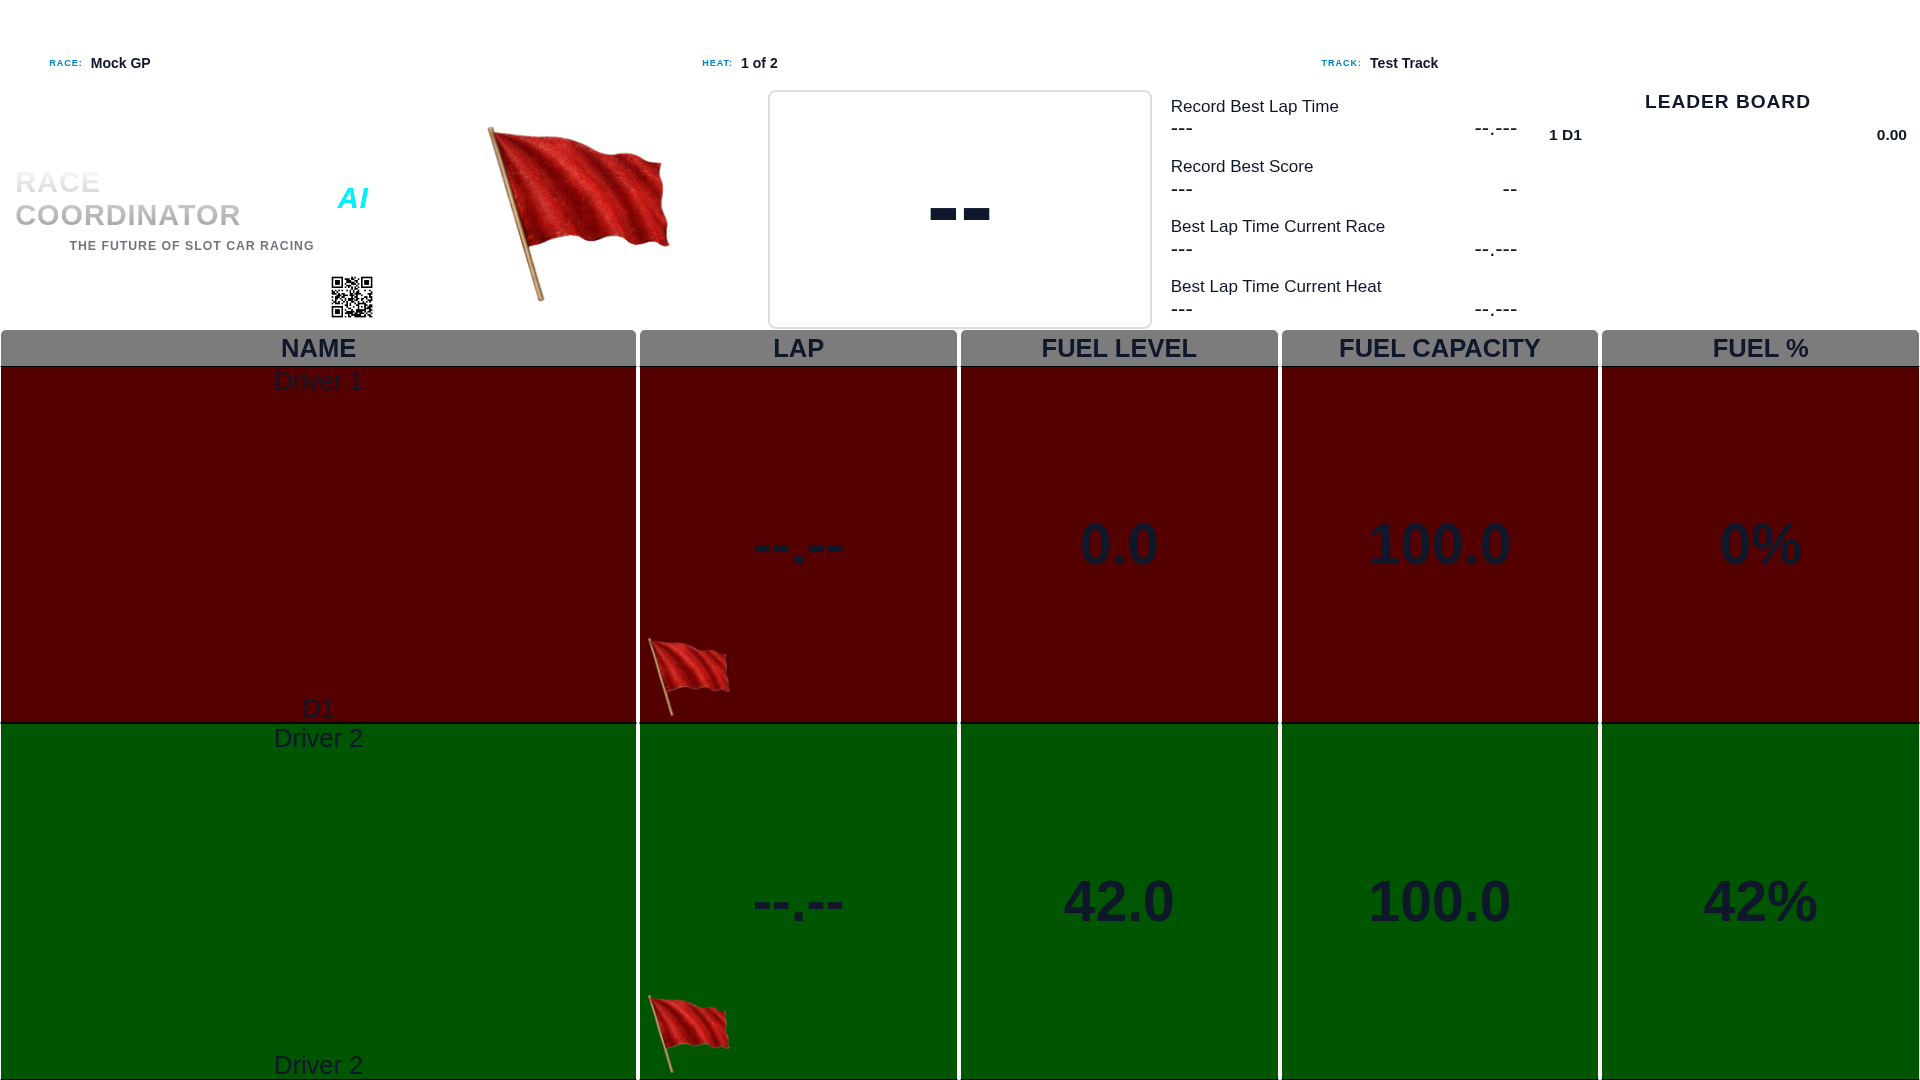 RACE: Mock GP
HEAT: 1 of 2
TRACK: Test Track
RACE
COORDINATOR
AI
THE FUTURE OF SLOT CAR RACING
--
Record Best Lap Time
--- --.---
Record Best Score
--- --
Best Lap Time Current Race
--- --.---
Best Lap Time Current Heat
--- --.---
LEADER BOARD
1 D1 0.00
NAME LAP FUEL LEVEL FUEL CAPACITY FUEL %
Driver 1
--.-- 0.0 100.0 0%
D1
Driver 2
--.-- 42.0 100.0 42%
Driver 2